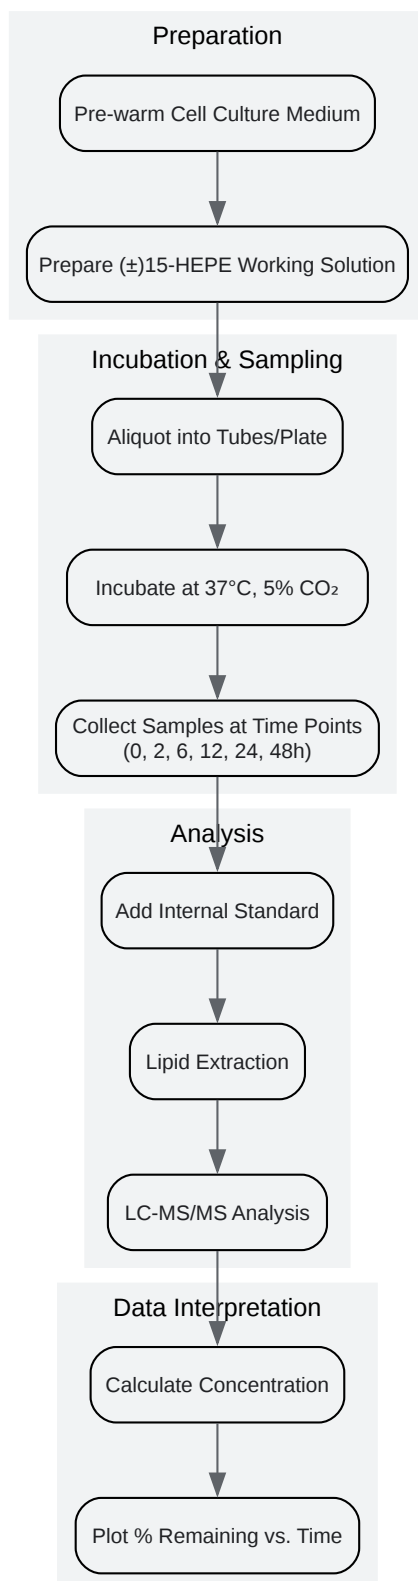 Preparation
Pre-warm Cell Culture Medium
Prepare (±)15-HEPE Working Solution
Incubation & Sampling
Aliquot into Tubes/Plate
Incubate at 37°C, 5% CO₂
Collect Samples at Time Points
(0, 2, 6, 12, 24, 48h)
Analysis
Add Internal Standard
Lipid Extraction
LC-MS/MS Analysis
Data Interpretation
Calculate Concentration
Plot % Remaining vs. Time